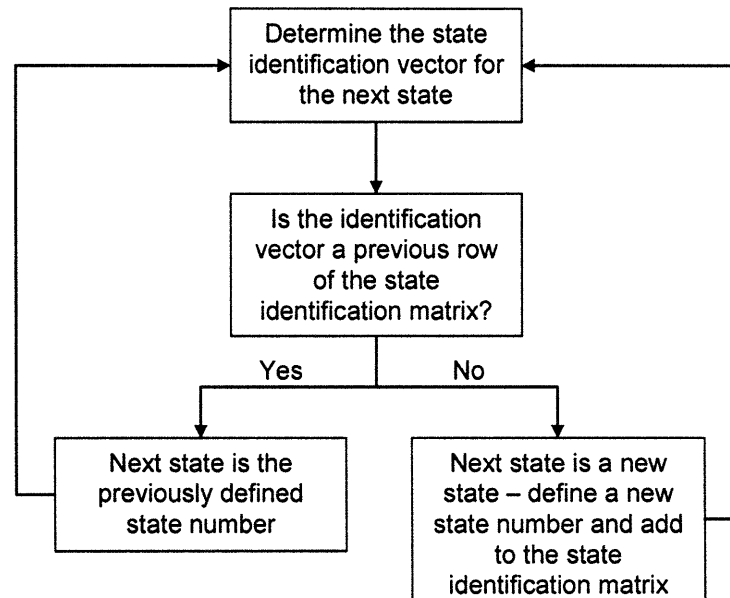 Determine the state
identification vector for
the next state
Is the identification
vector a previous row
of the state
identification matrix?
Yes
No
Next state is the
previously defined
state number
Next state is a new
state – define a new
state number and add
to the state
identification matrix